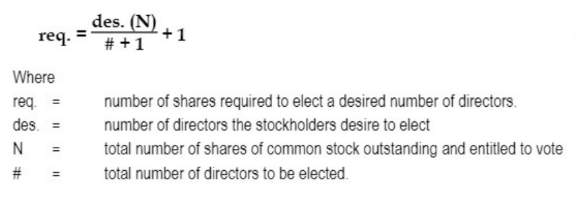 req. = des. (N) / # + 1 + 1
Where
req. = number of shares required to elect a desired number of directors.
des. = number of directors the stockholders desire to elect
N = total number of shares of common stock outstanding and entitled to vote
# = total number of directors to be elected.